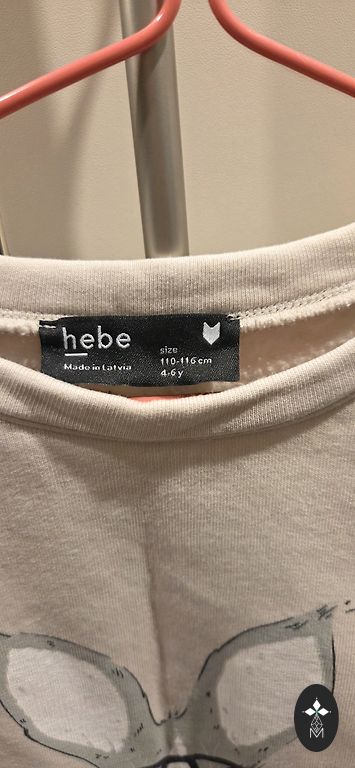 hebe
Made in Latvia
size
110-116 cm
4-6 y